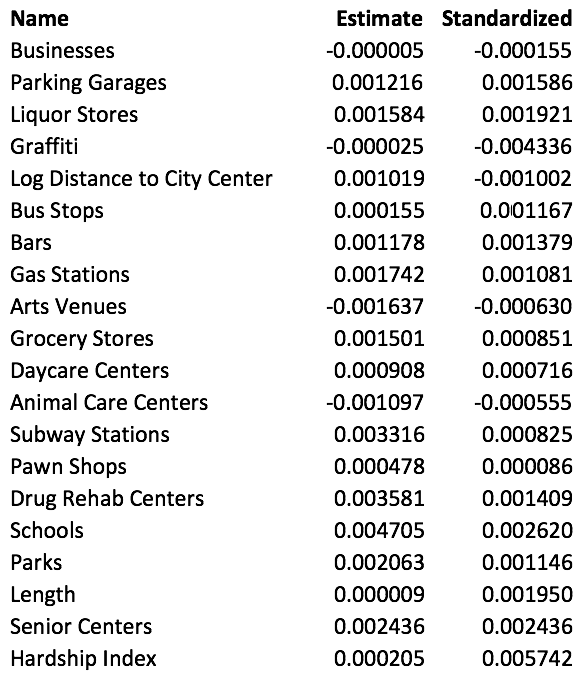 Name Estimate Standardized
Businesses -0.000005 -0.000155
Parking Garages 0.001216 0.001586
Liquor Stores 0.001584 0.001921
Graffiti -0.000025 -0.004336
Log Distance to City Center 0.001019 -0.001002
Bus Stops 0.000155 0.001167
Bars 0.001178 0.001379
Gas Stations 0.001742 0.001081
Arts Venues -0.001637 -0.000630
Grocery Stores 0.001501 0.000851
Daycare Centers 0.000908 0.000716
Animal Care Centers -0.001097 -0.000555
Subway Stations 0.003316 0.000825
Pawn Shops 0.000478 0.000086
Drug Rehab Centers 0.003581 0.001409
Schools 0.004705 0.002620
Parks 0.002063 0.001146
Length 0.000009 0.001950
Senior Centers 0.002436 0.002436
Hardship Index 0.000205 0.005742